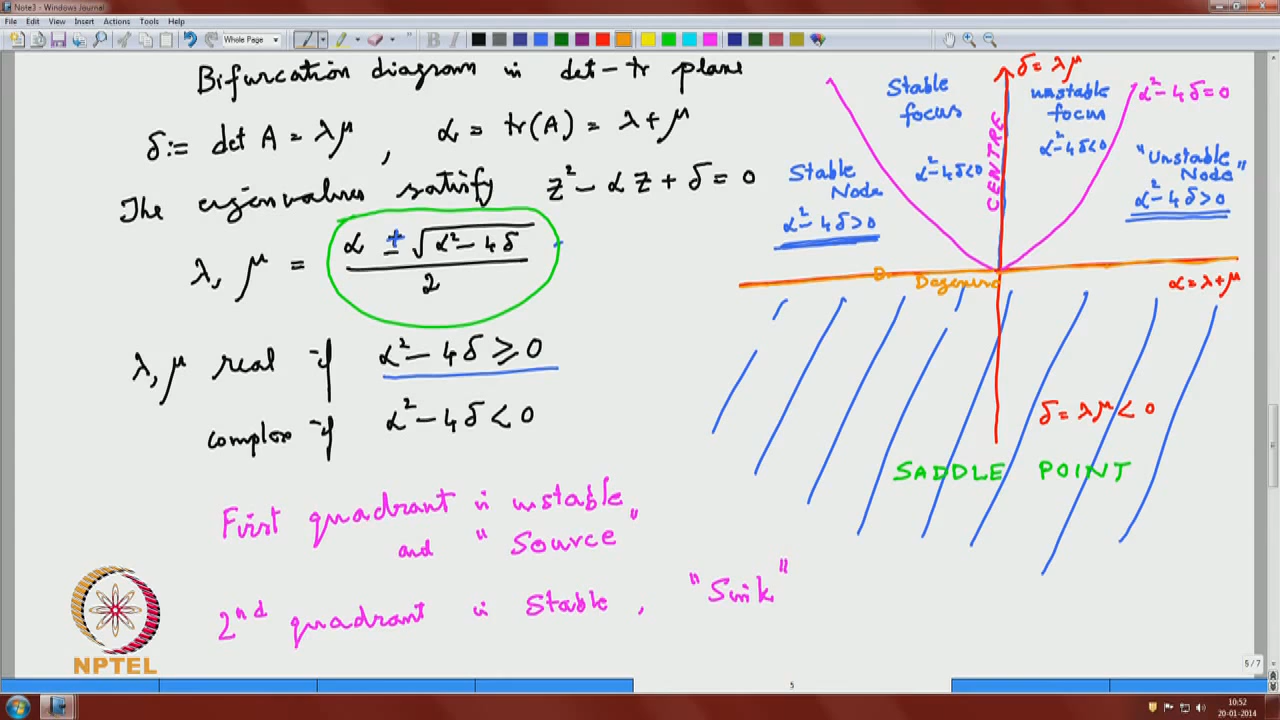 Note3 - Windows Journal
File Edit View Insert Actions Tools Help
Whole Page
B I
Bifurcation diagram in det-tr plane
δ := det A = λμ , α = tr(A) = λ+μ
The eigenvalues satisfy z² - αz + δ = 0
λ, μ = α ± √α²-4δ / 2
λ, μ real if α²-4δ ≥ 0
complex if α²-4δ < 0
First quadrant is unstable
and "Source"
2nd quadrant is Stable, "Sink"
δ = λμ
Stable
focus
α²-4δ<0
CENTRE
unstable
focus
α²-4δ<0
α²-4δ=0
Stable
Node
α²-4δ>0
"Unstable"
Node
α²-4δ>0
D
α = λ+μ
δ = λμ < 0
SADDLE POINT
NPTEL
5
5/7
10:52
20-01-2014